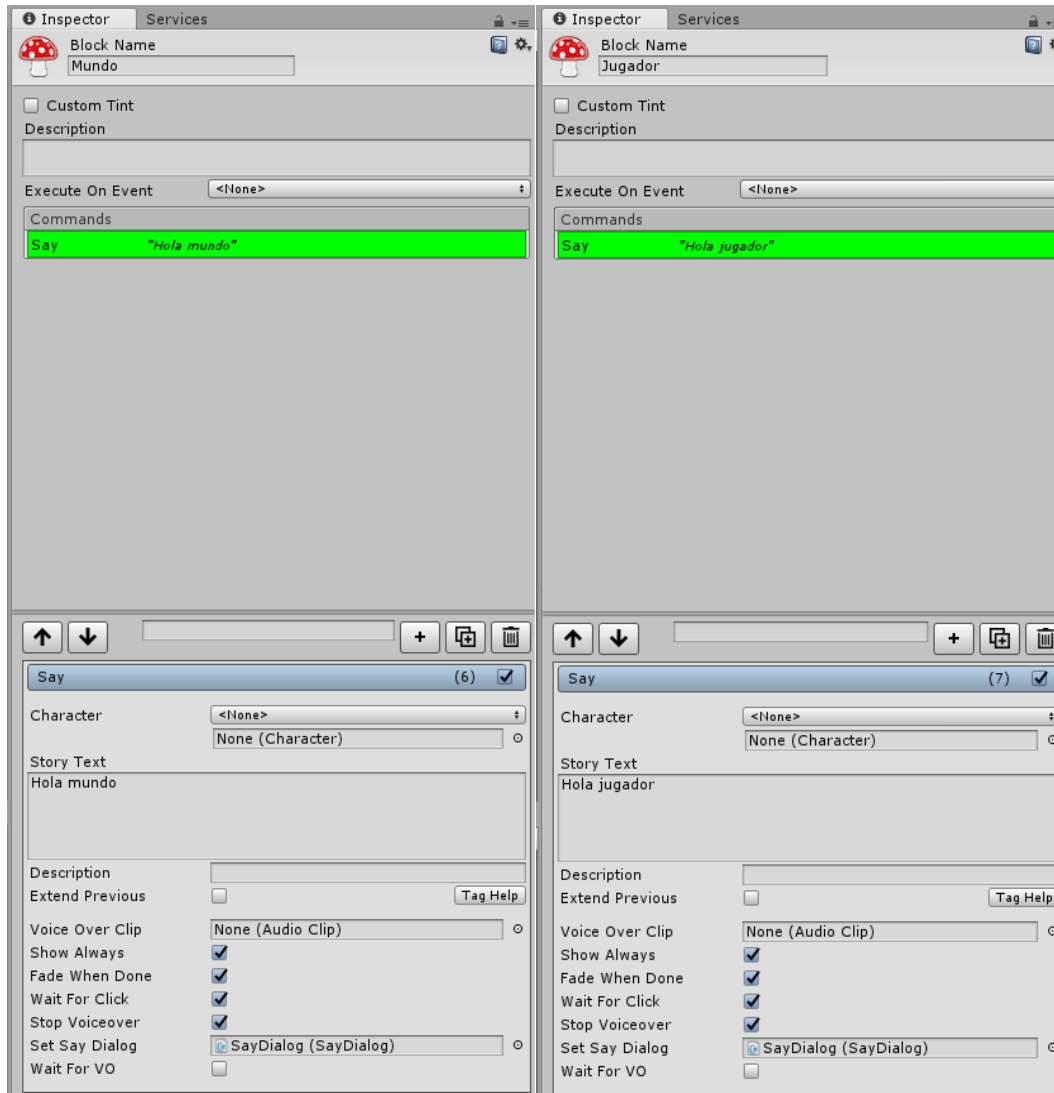 Inspector Services
Block Name
Mundo
Custom Tint
Description
Execute On Event <None>
Commands
Say "Hola mundo"
+
Say (6)
Character <None>
None (Character)
Story Text
Hola mundo
Description
Extend Previous Tag Help
Voice Over Clip None (Audio Clip)
Show Always
Fade When Done
Wait For Click
Stop Voiceover
Set Say Dialog SayDialog (SayDialog)
Wait For VO
Inspector Services
Block Name
Jugador
Custom Tint
Description
Execute On Event <None>
Commands
Say "Hola jugador"
+
Say (7)
Character <None>
None (Character)
Story Text
Hola jugador
Description
Extend Previous Tag Help
Voice Over Clip None (Audio Clip)
Show Always
Fade When Done
Wait For Click
Stop Voiceover
Set Say Dialog SayDialog (SayDialog)
Wait For VO